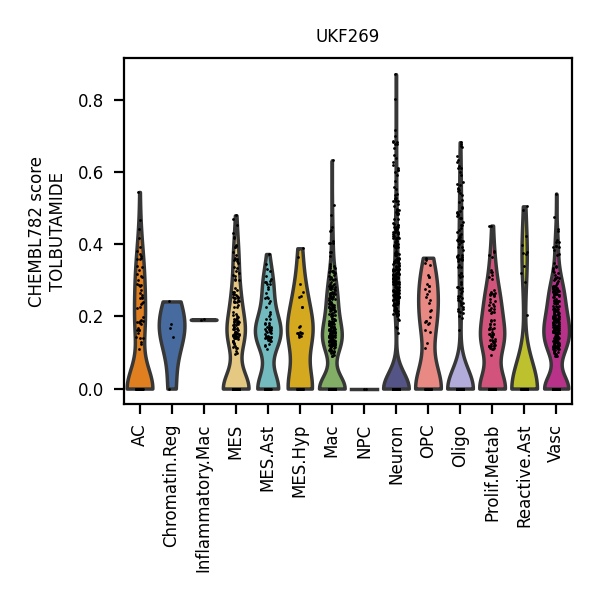 UKF269
CHEMBL782 score
TOLBUTAMIDE
0.8
0.6
0.4
0.2
0.0
AC
Chromatin.Reg
Inflammatory.Mac
MES
MES.Ast
MES.Hyp
Mac
NPC
Neuron
OPC
Oligo
Prolif.Metab
Reactive.Ast
Vasc